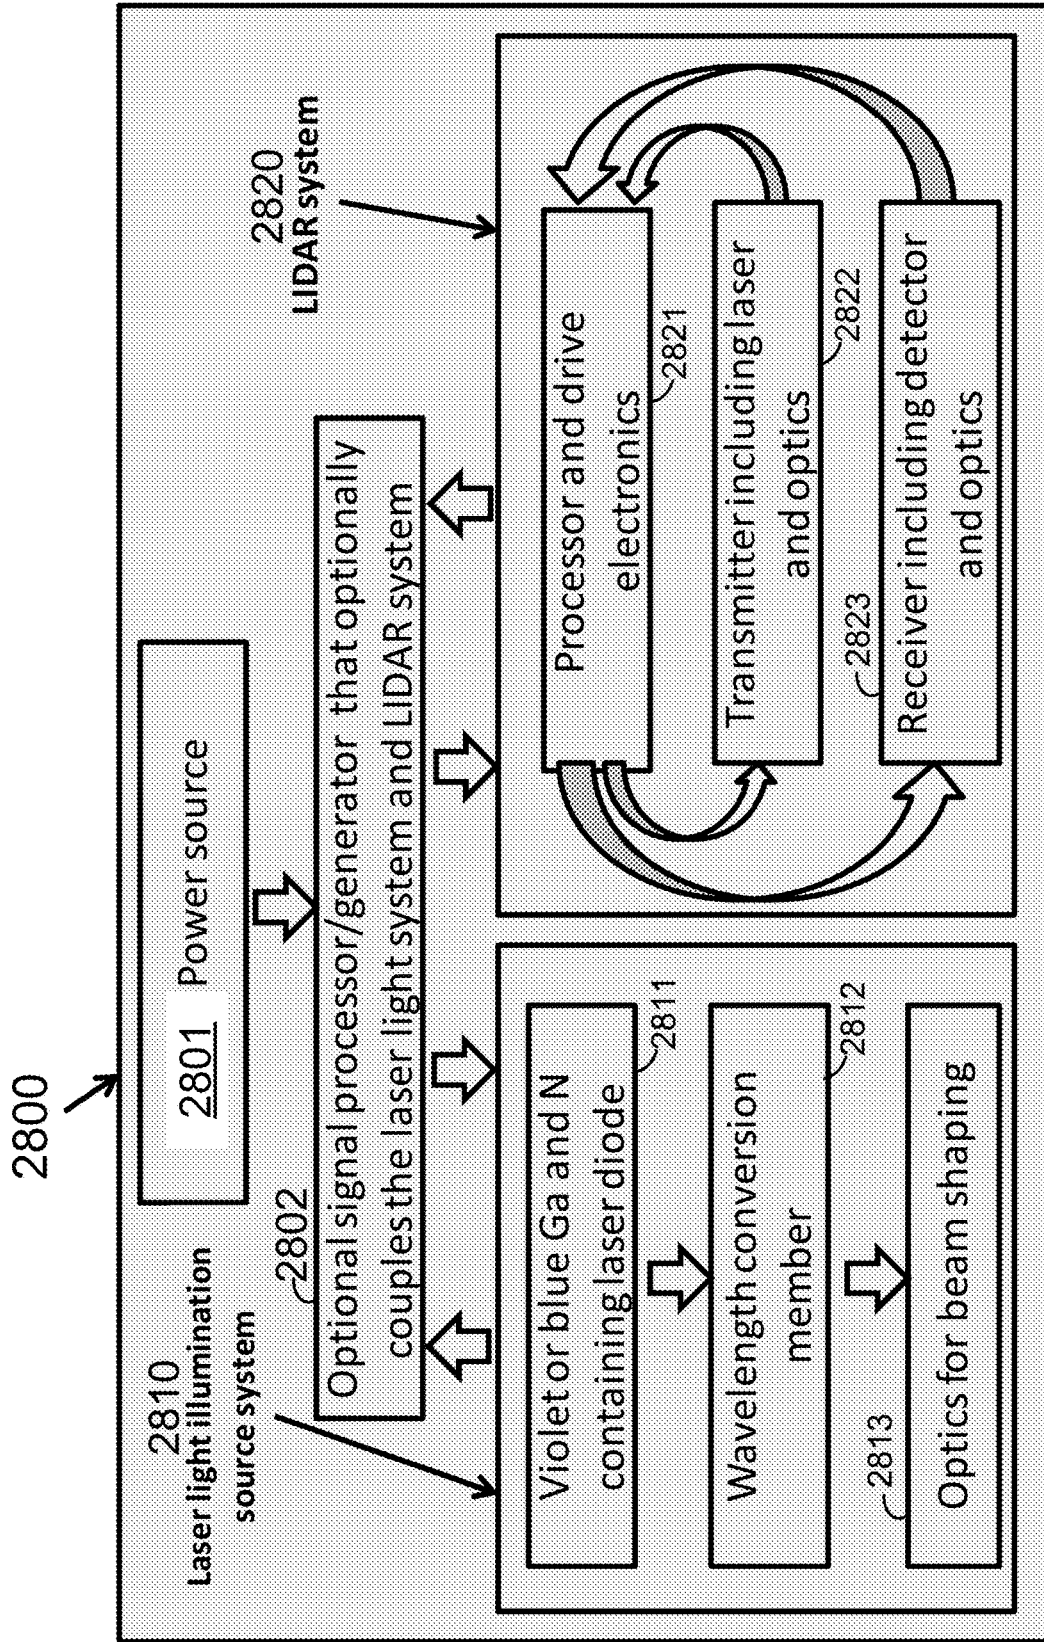 2800
2801 Power source
2810
Laser light illumination
source system
2802
Optional signal processor/generator that optionally
couples the laser light system and LIDAR system
2820
LIDAR system
Violet or blue Ga and N
containing laser diode
2811
Wavelength conversion
member
2812
2813
Optics for beam shaping
Processor and drive
electronics
2821
Transmitter including laser
and optics
2822
2823
Receiver including detector
and optics